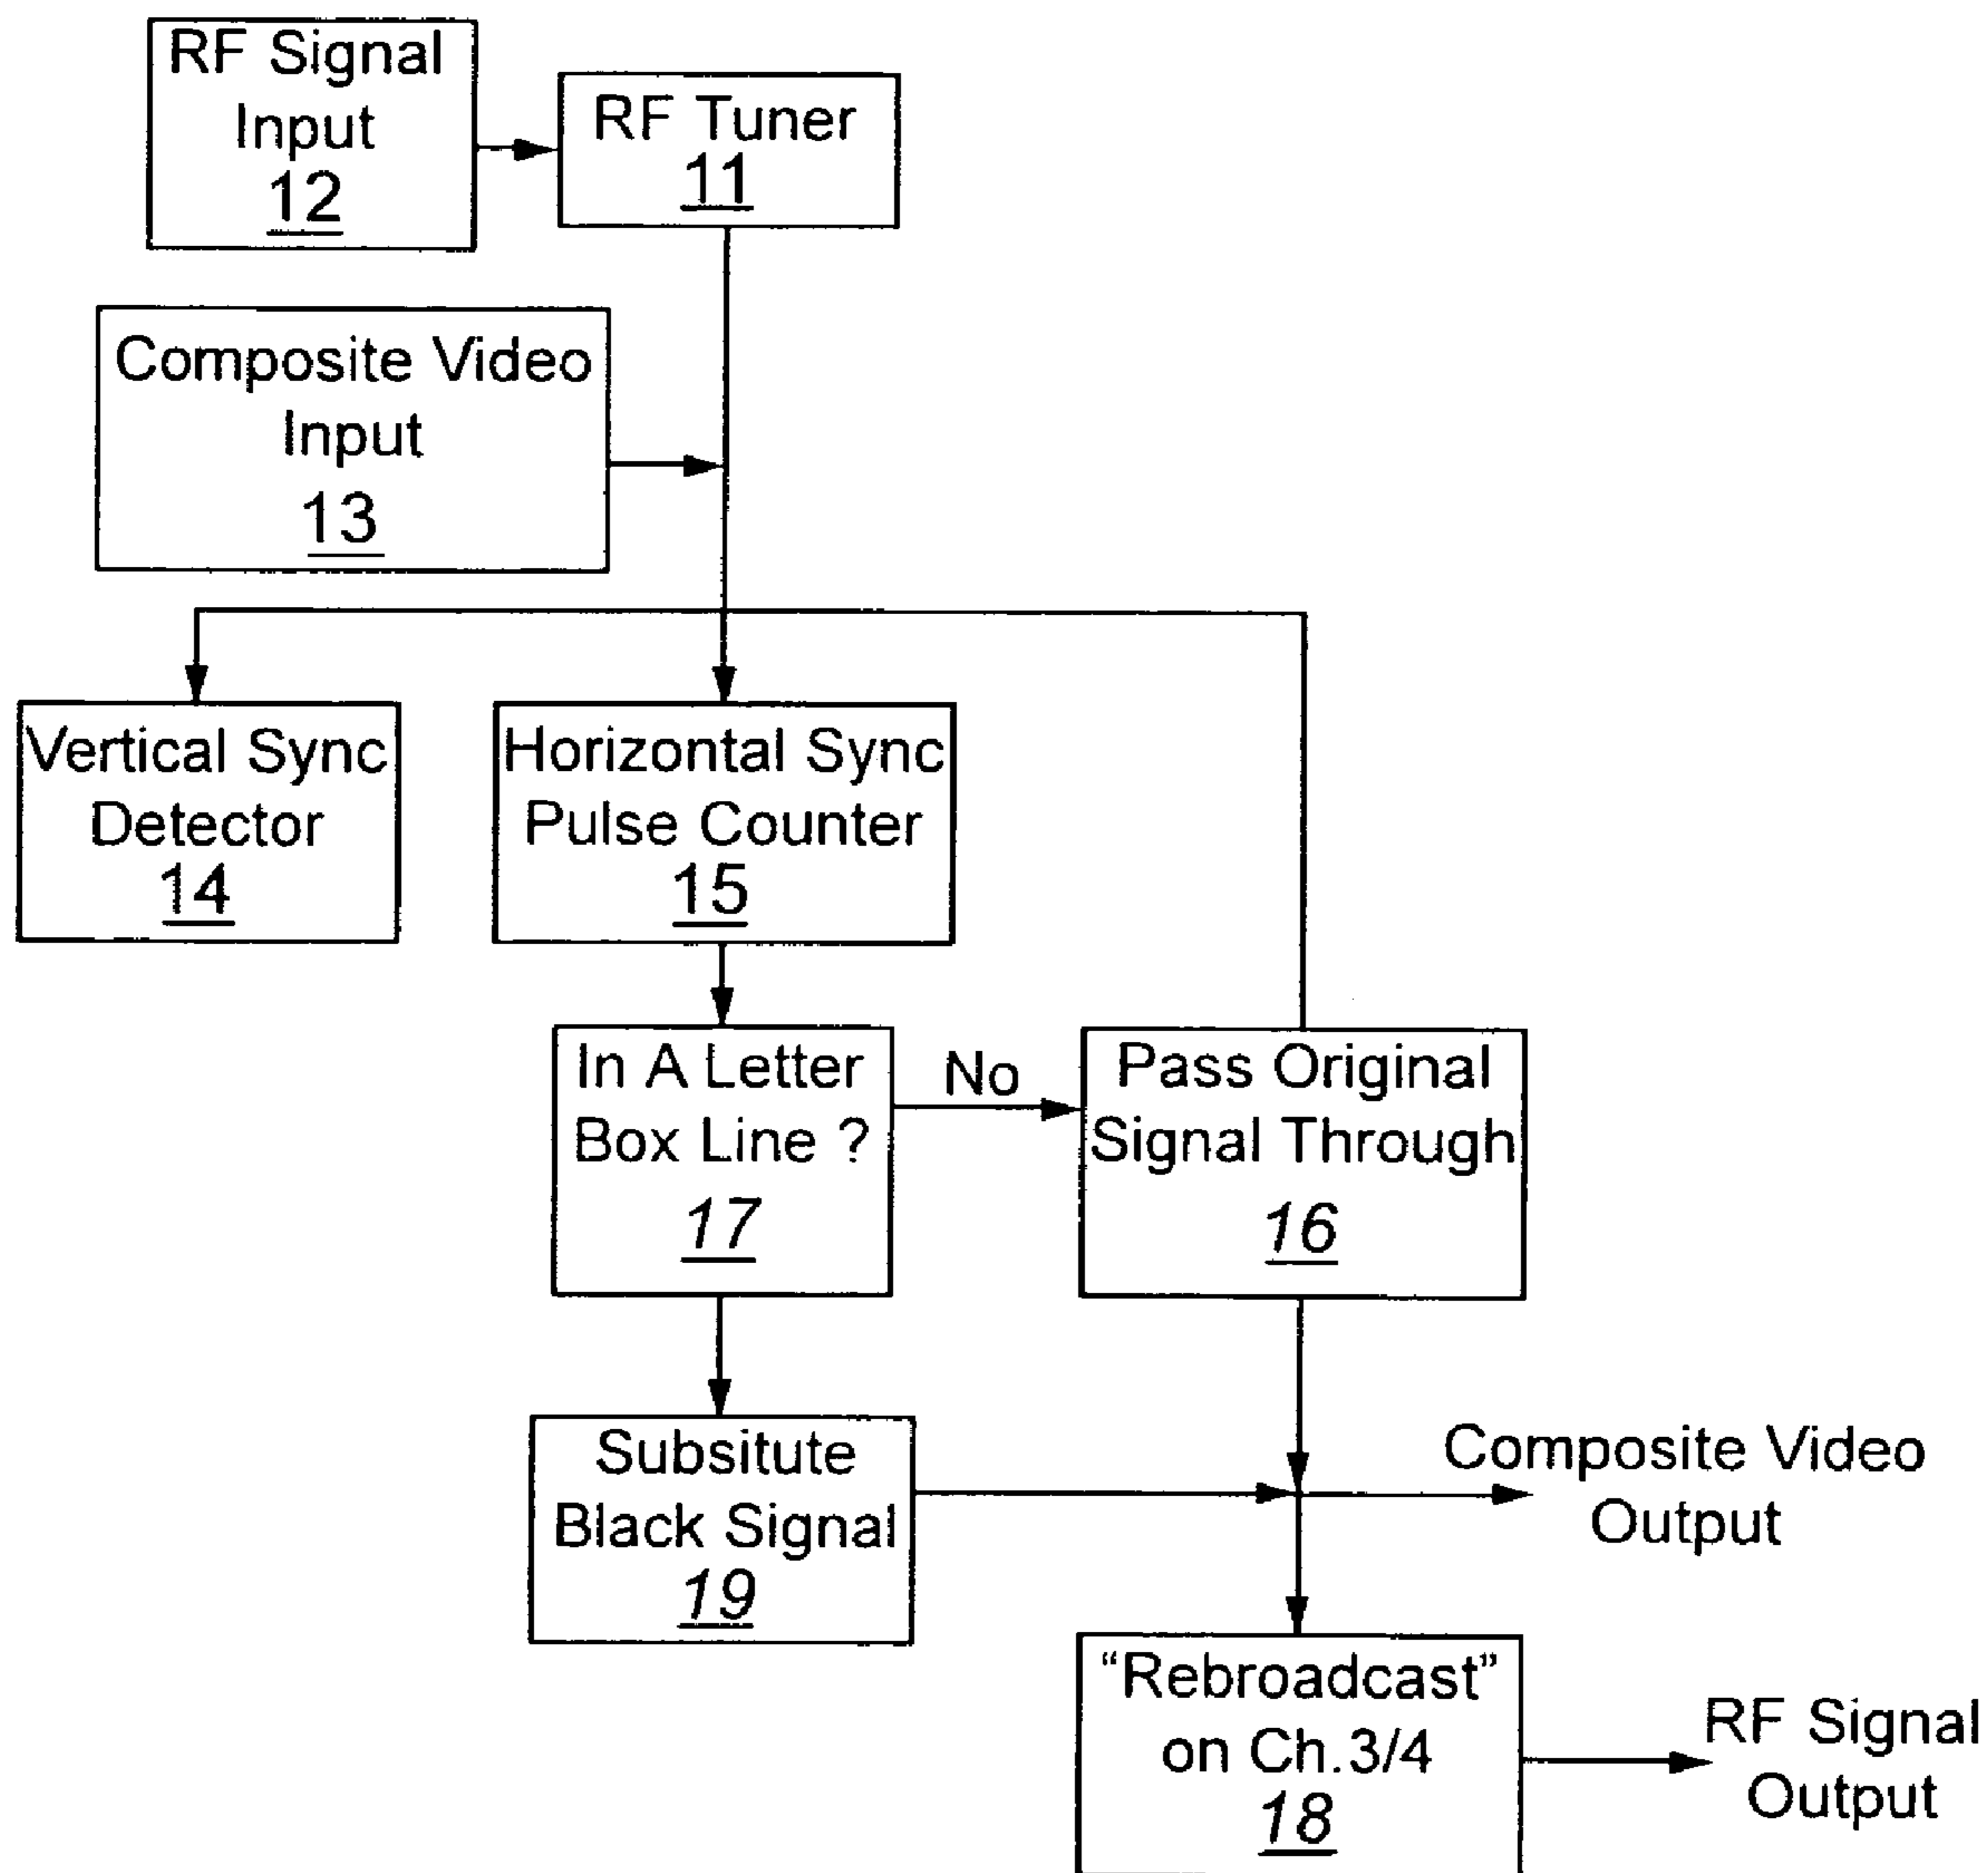 RF Signal
Input
12
RF Tuner
11
Composite Video
Input
13
Vertical Sync
Detector
14
Horizontal Sync
Pulse Counter
15
In A Letter
Box Line ?
17
No
Pass Original
Signal Through
16
Subsitute
Black Signal
19
Composite Video
Output
“Rebroadcast”
on Ch.3/4
18
RF Signal
Output